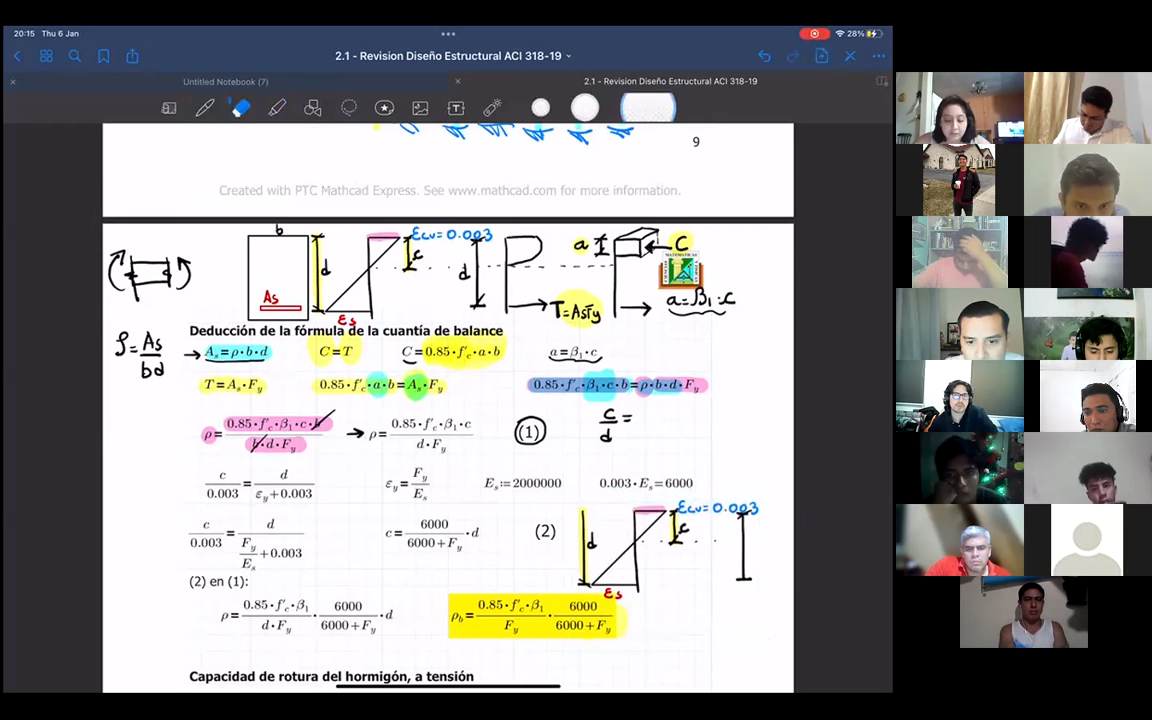 20:15 Thu 6 Jan
28%
2.1 - Revision Diseño Estructural ACI 318-19
Untitled Notebook (7)
2.1 - Revision Diseño Estructural ACI 318-19
9
Created with PTC Mathcad Express. See www.mathcad.com for more information.
b
Ecu=0.003
d
c
d
a
C
MATEMATICAS
As
Es
T=AsFy
a=β1·c
Deducción de la fórmula de la cuantía de balance
ρ=As/bd
As=ρ·b·d C=T C=0.85·f'c·a·b a=β1·c
T=As·Fy 0.85·f'c·a·b=As·Fy 0.85·f'c·β1·c·b=ρ·b·d·Fy
ρ=0.85·f'c·β1·c·b/b·d·Fy → ρ=0.85·f'c·β1·c/d·Fy (1) c/d=
c/0.003=d/εy+0.003 εy=Fy/Es Es:=2000000 0.003·Es=6000
c/0.003=d/Fy/Es+0.003 c=6000/6000+Fy·d (2)
Ecu=0.003
d
c
Es
(2) en (1):
ρ=0.85·f'c·β1/d·Fy·6000/6000+Fy·d ρb=0.85·f'c·β1/Fy·6000/6000+Fy
Capacidad de rotura del hormigón, a tensión